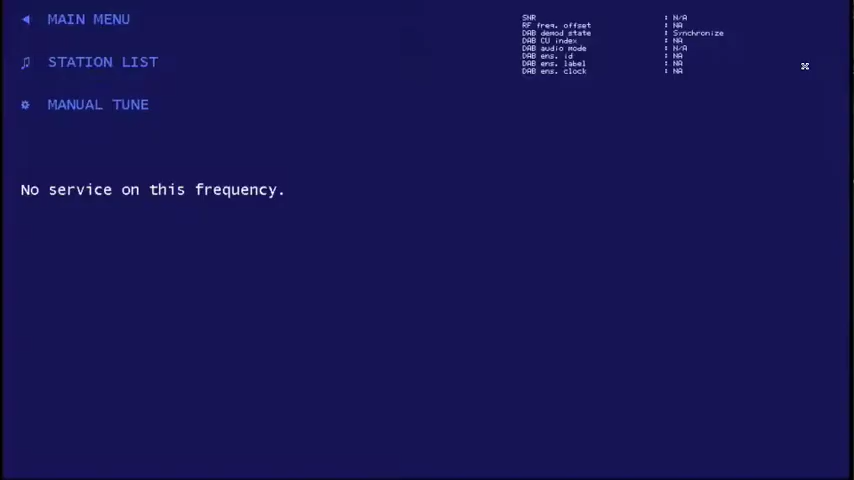 MAIN MENU
STATION LIST
MANUAL TUNE
SNR : N/A
RF freq. offset : NA
DAB demod state : Synchronize
DAB CU index : NA
DAB audio mode : N/A
DAB ens. id : NA
DAB ens. label : NA
DAB ens. clock : NA
No service on this frequency.